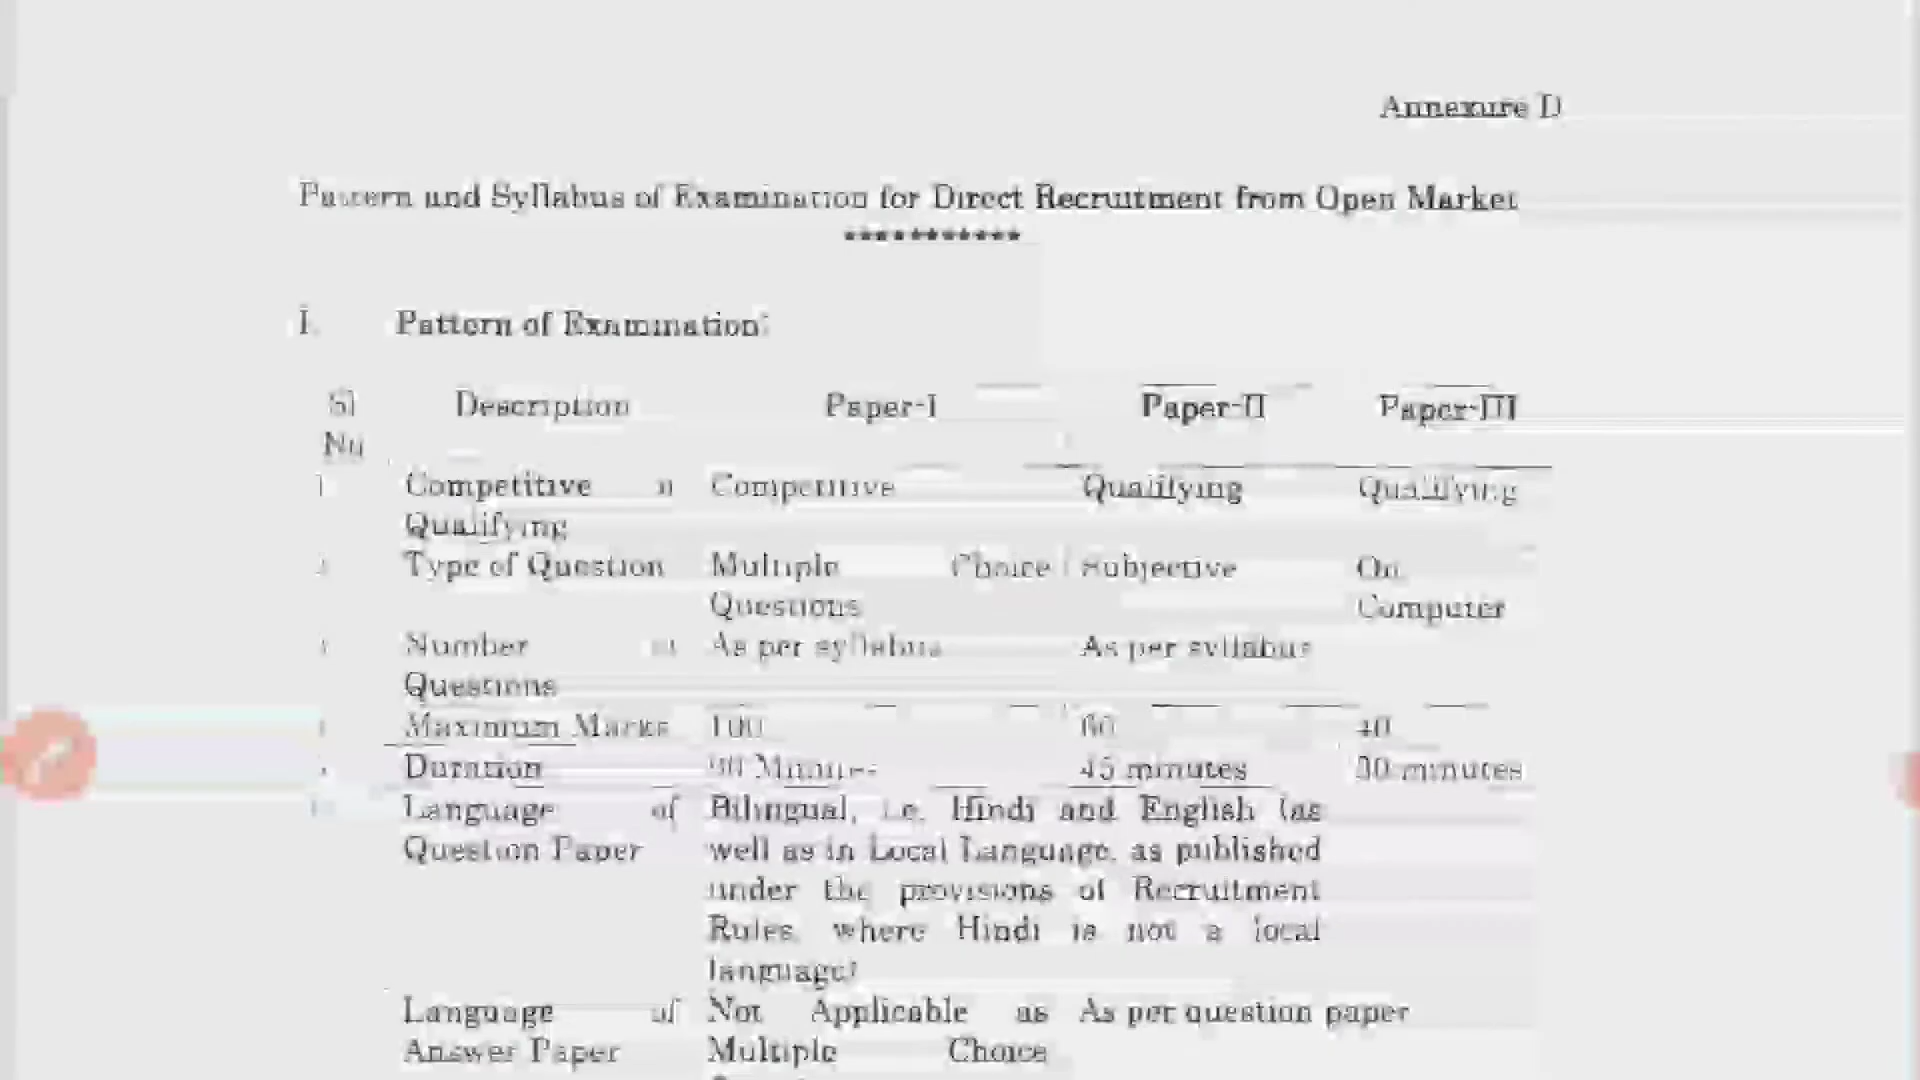 Annexure D
Pattern and Syllabus of Examination for Direct Recruitment from Open Market
***********
I. Pattern of Examination:
Sl Description Paper-I Paper-II Paper-III
No
Competitive Competitive Qualifying Qualifying
Qualifying
Type of Question Multiple Choice Subjective On
Questions Computer
Number As per syllabus As per syllabus
Questions
Maximum Marks 100 60 40
Duration 90 Minutes 45 minutes 30 minutes
Language of Bilingual, i.e. Hindi and English (as
Question Paper well as in Local Language, as published
under the provisions of Recruitment
Rules, where Hindi is not a local
language)
Language of Not Applicable as As per question paper
Answer Paper Multiple Choice